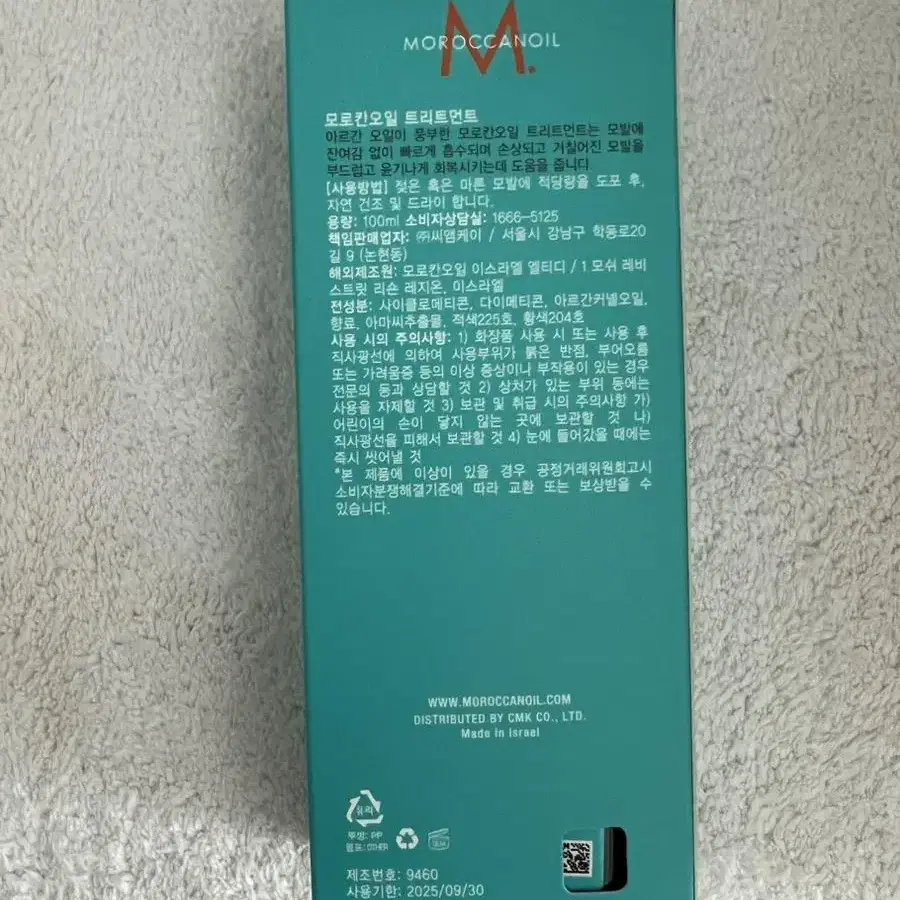 MOROCCANOIL
M.
모로칸오일 트리트먼트
아르간 오일이 풍부한 모로칸오일 트리트먼트는 모발에
잔여감 없이 빠르게 흡수되며 손상되고 거칠어진 모발을
부드럽고 윤기나게 회복시키는데 도움을 줍니다.
[사용방법] 젖은 혹은 마른 모발에 적당량을 도포 후,
자연 건조 및 드라이 합니다.
용량: 100ml 소비자상담실: 1666-5125
책임판매업자: ㈜씨앰케이 / 서울시 강남구 학동로20
길 9 (논현동)
해외제조원: 모로칸오일 이스라엘 엘티디 / 1 모쉬 레비
스트릿 리숀 레지온, 이스라엘
전성분: 사이클로메티콘, 다이메티콘, 아르간커넬오일,
향료, 아마씨추출물, 적색225호, 황색204호
사용 시의 주의사항: 1) 화장품 사용 시 또는 사용 후
직사광선에 의하여 사용부위가 붉은 반점, 부어오름
또는 가려움증 등의 이상 증상이나 부작용이 있는 경우
전문의 등과 상담할 것 2) 상처가 있는 부위 등에는
사용을 자제할 것 3) 보관 및 취급 시의 주의사항 가)
어린이의 손이 닿지 않는 곳에 보관할 것 나)
직사광선을 피해서 보관할 것 4) 눈에 들어갔을 때에는
즉시 씻어낼 것
*본 제품에 이상이 있을 경우 공정거래위원회고시
소비자분쟁해결기준에 따라 교환 또는 보상받을 수
있습니다.
WWW.MOROCCANOIL.COM
DISTRIBUTED BY CMK CO., LTD.
Made in Israel
유리
뚜껑: PP
펌프: OTHER
제조번호: 9460
사용기한: 2025/09/30